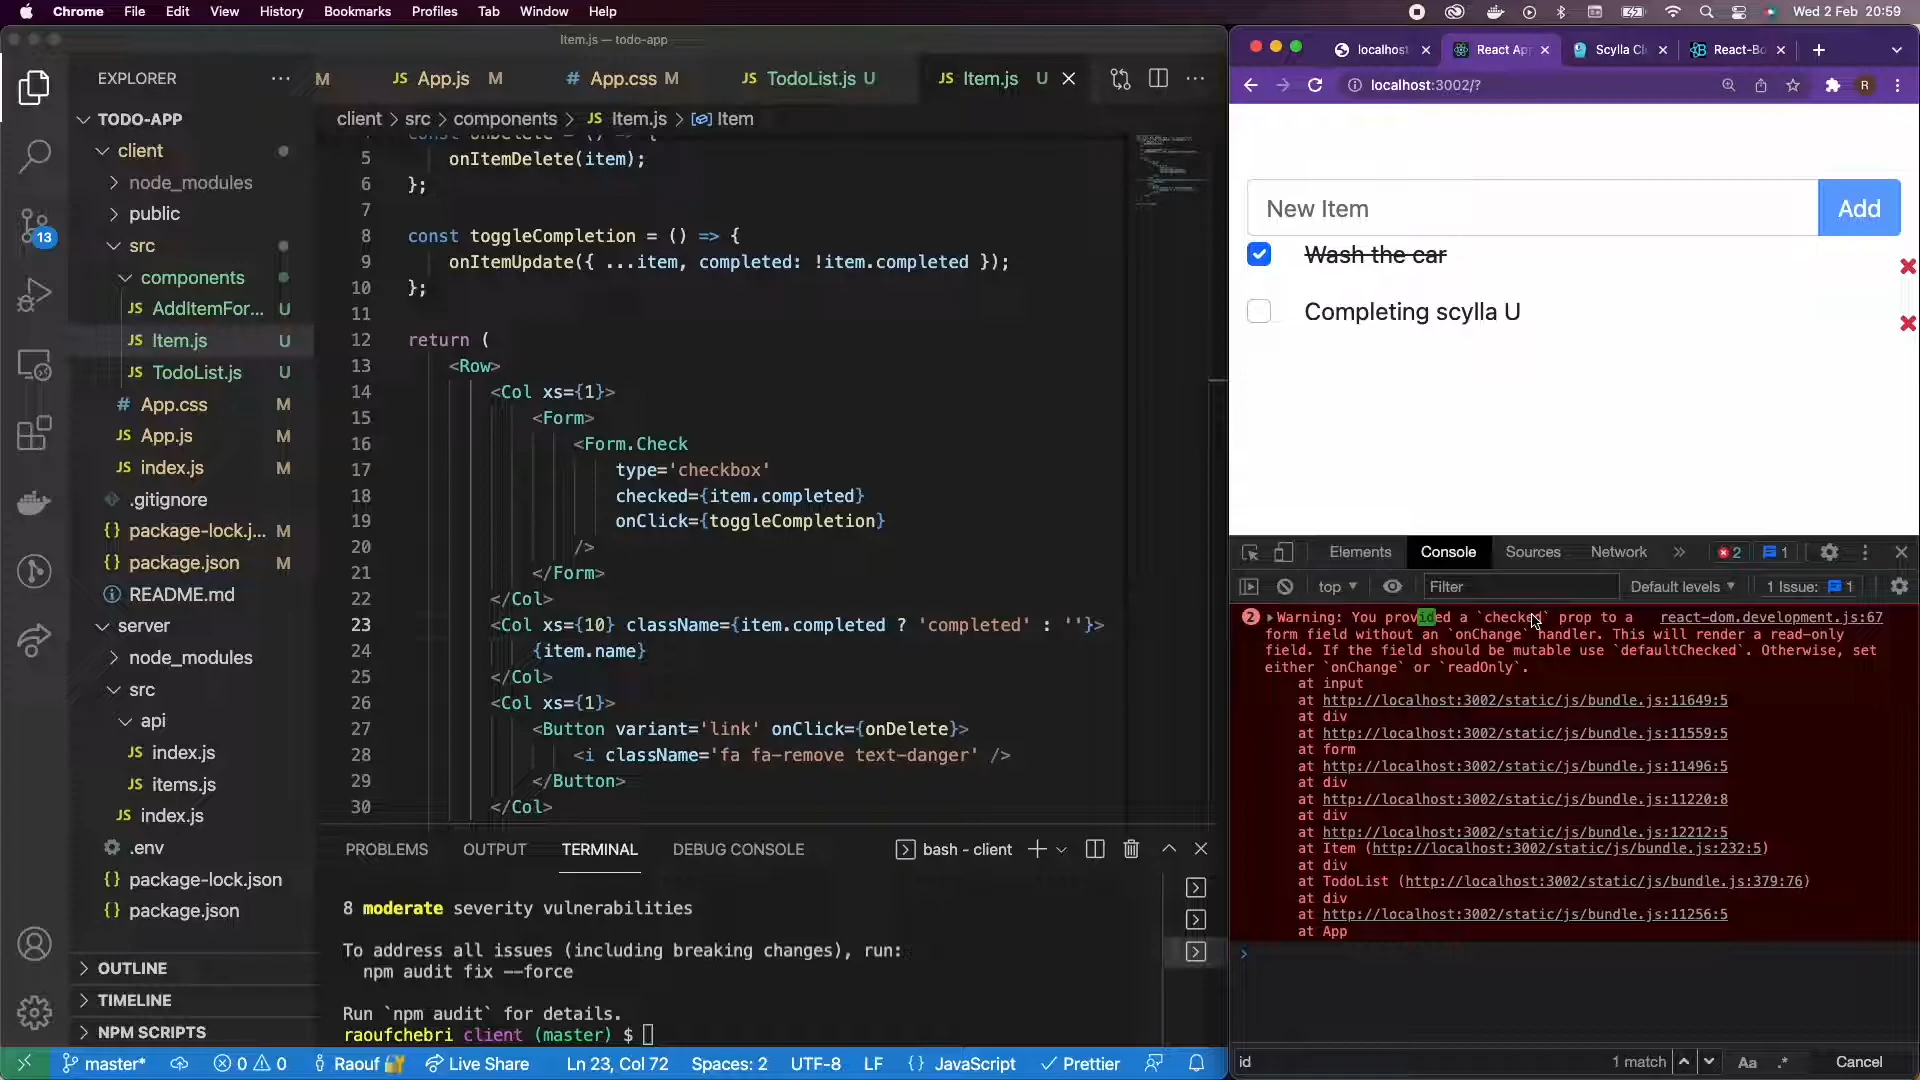 Chrome File Edit View History Bookmarks Profiles Tab Window Help
Wed 2 Feb 20:59
Item.js — todo-app
EXPLORER
M
JS App.js M
# App.css M
JS TodoList.js U
JS Item.js U
client > src > components > JS Item.js > Item
TODO-APP
client
node_modules
public
src
components
JS AddItemFor... U
JS Item.js U
JS TodoList.js U
# App.css M
JS App.js M
JS index.js M
.gitignore
{} package-lock.j... M
{} package.json M
README.md
server
node_modules
src
api
JS index.js
JS items.js
JS index.js
.env
{} package-lock.json
{} package.json
OUTLINE
TIMELINE
NPM SCRIPTS
13
const onDelete = () => {
5 onItemDelete(item);
6 };
7
8 const toggleCompletion = () => {
9 onItemUpdate({ ...item, completed: !item.completed });
10 };
11
12 return (
13 <Row>
14 <Col xs={1}>
15 <Form>
16 <Form.Check
17 type='checkbox'
18 checked={item.completed}
19 onClick={toggleCompletion}
20 />
21 </Form>
22 </Col>
23 <Col xs={10} className={item.completed ? 'completed' : ''}>
24 {item.name}
25 </Col>
26 <Col xs={1}>
27 <Button variant='link' onClick={onDelete}>
28 <i className='fa fa-remove text-danger' />
29 </Button>
30 </Col>
PROBLEMS OUTPUT TERMINAL DEBUG CONSOLE
bash - client
8 moderate severity vulnerabilities
To address all issues (including breaking changes), run:
npm audit fix --force
Run `npm audit` for details.
raoufchebri client (master) $
master* 0 0 Raouf Live Share Ln 23, Col 72 Spaces: 2 UTF-8 LF {} JavaScript Prettier
localhost
React App
Scylla Cl
React-Bo
localhost:3002/?
R
New Item
Add
Wash the car
Completing scylla U
Elements Console Sources Network 2 1
top Filter Default levels 1 Issue: 1
2 Warning: You provided a `checked` prop to a react-dom.development.js:67
form field without an `onChange` handler. This will render a read-only
field. If the field should be mutable use `defaultChecked`. Otherwise, set
either `onChange` or `readOnly`.
at input
at http://localhost:3002/static/js/bundle.js:11649:5
at div
at http://localhost:3002/static/js/bundle.js:11559:5
at form
at http://localhost:3002/static/js/bundle.js:11496:5
at div
at http://localhost:3002/static/js/bundle.js:11220:8
at div
at http://localhost:3002/static/js/bundle.js:12212:5
at Item (http://localhost:3002/static/js/bundle.js:232:5)
at div
at TodoList (http://localhost:3002/static/js/bundle.js:379:76)
at div
at http://localhost:3002/static/js/bundle.js:11256:5
at App
id
1 match
Aa .* Cancel